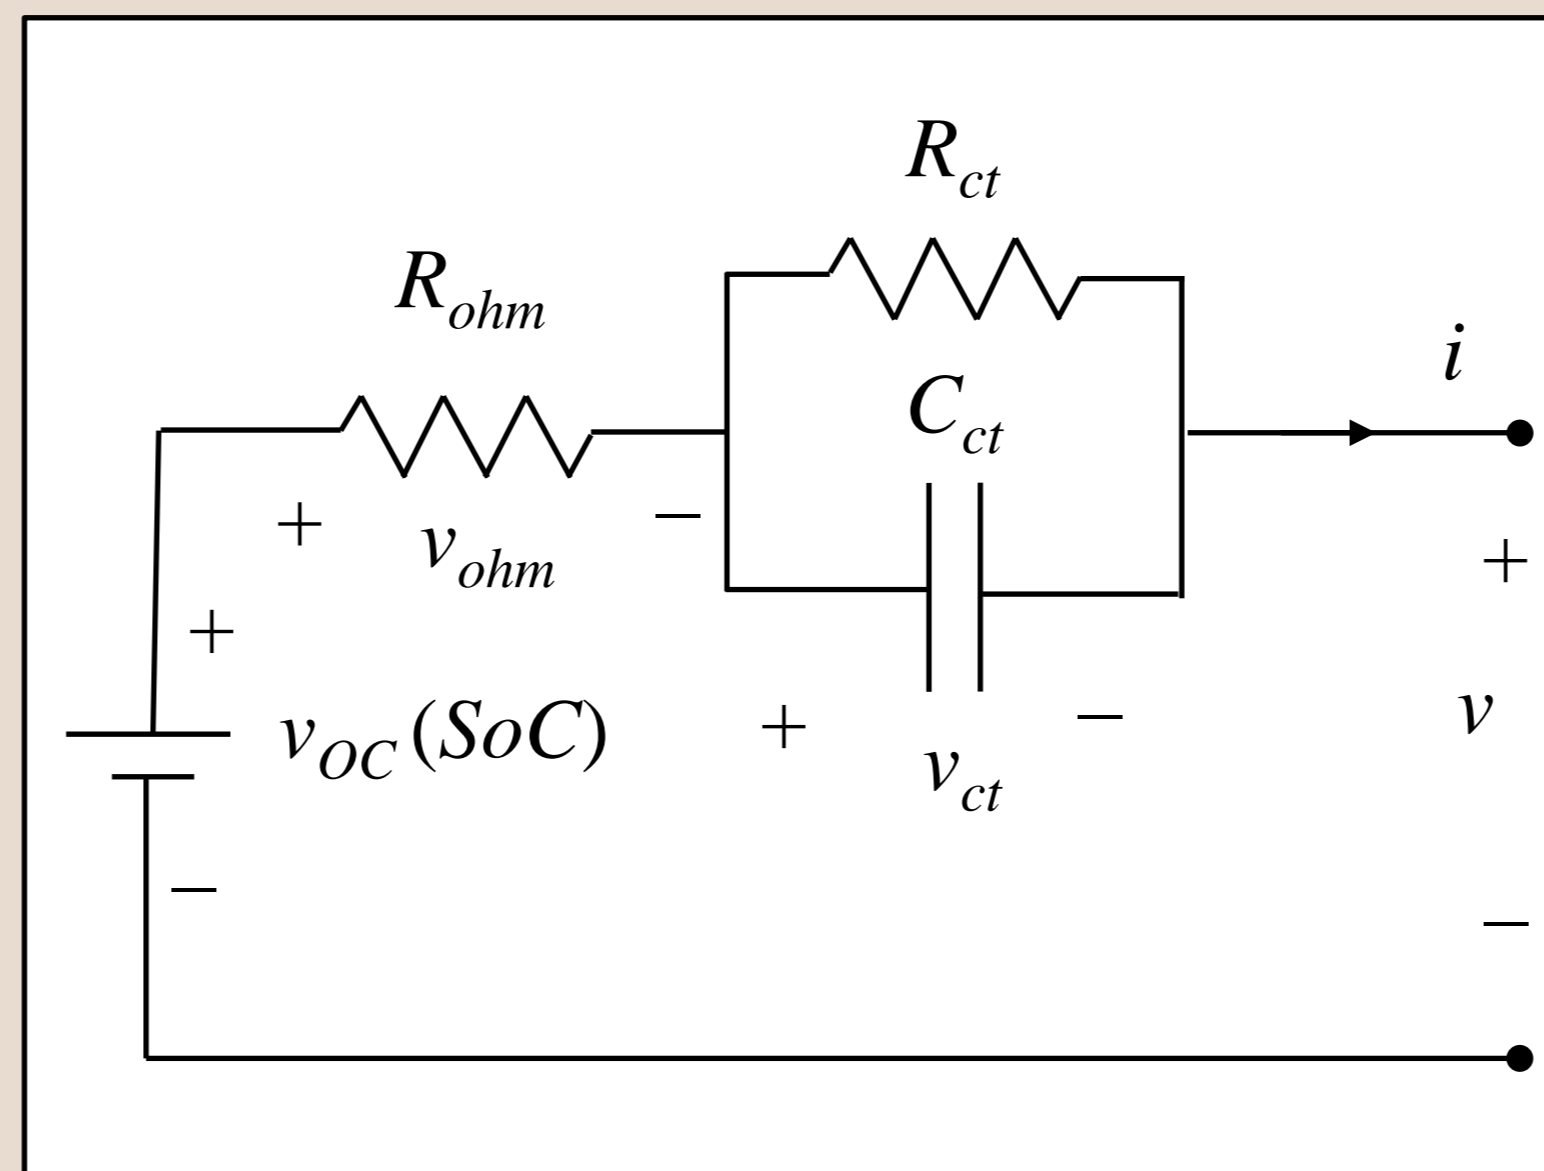 R_ct
R_ohm
i
C_ct
+ −
v_ohm
+
+
v_OC (SoC)
v
+ −
v_ct
−
−